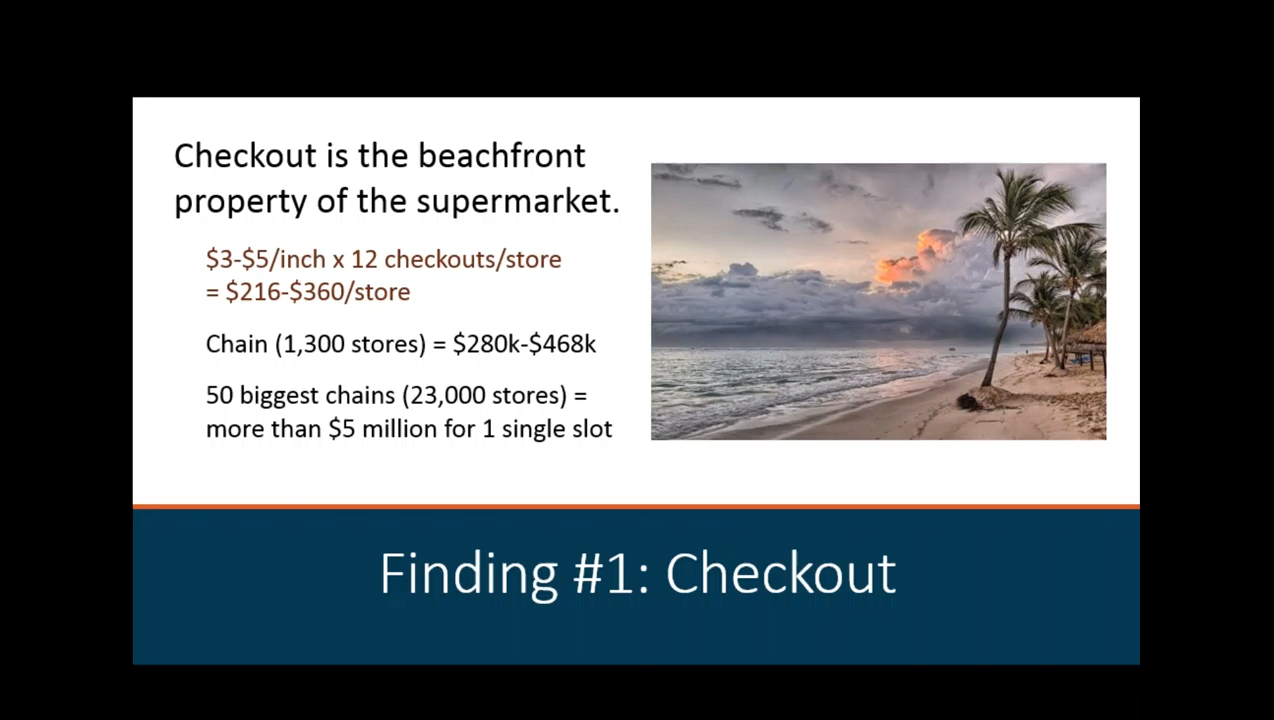 Checkout is the beachfront
property of the supermarket.
$3-$5/inch x 12 checkouts/store
= $216-$360/store
Chain (1,300 stores) = $280k-$468k
50 biggest chains (23,000 stores) =
more than $5 million for 1 single slot
Finding #1: Checkout